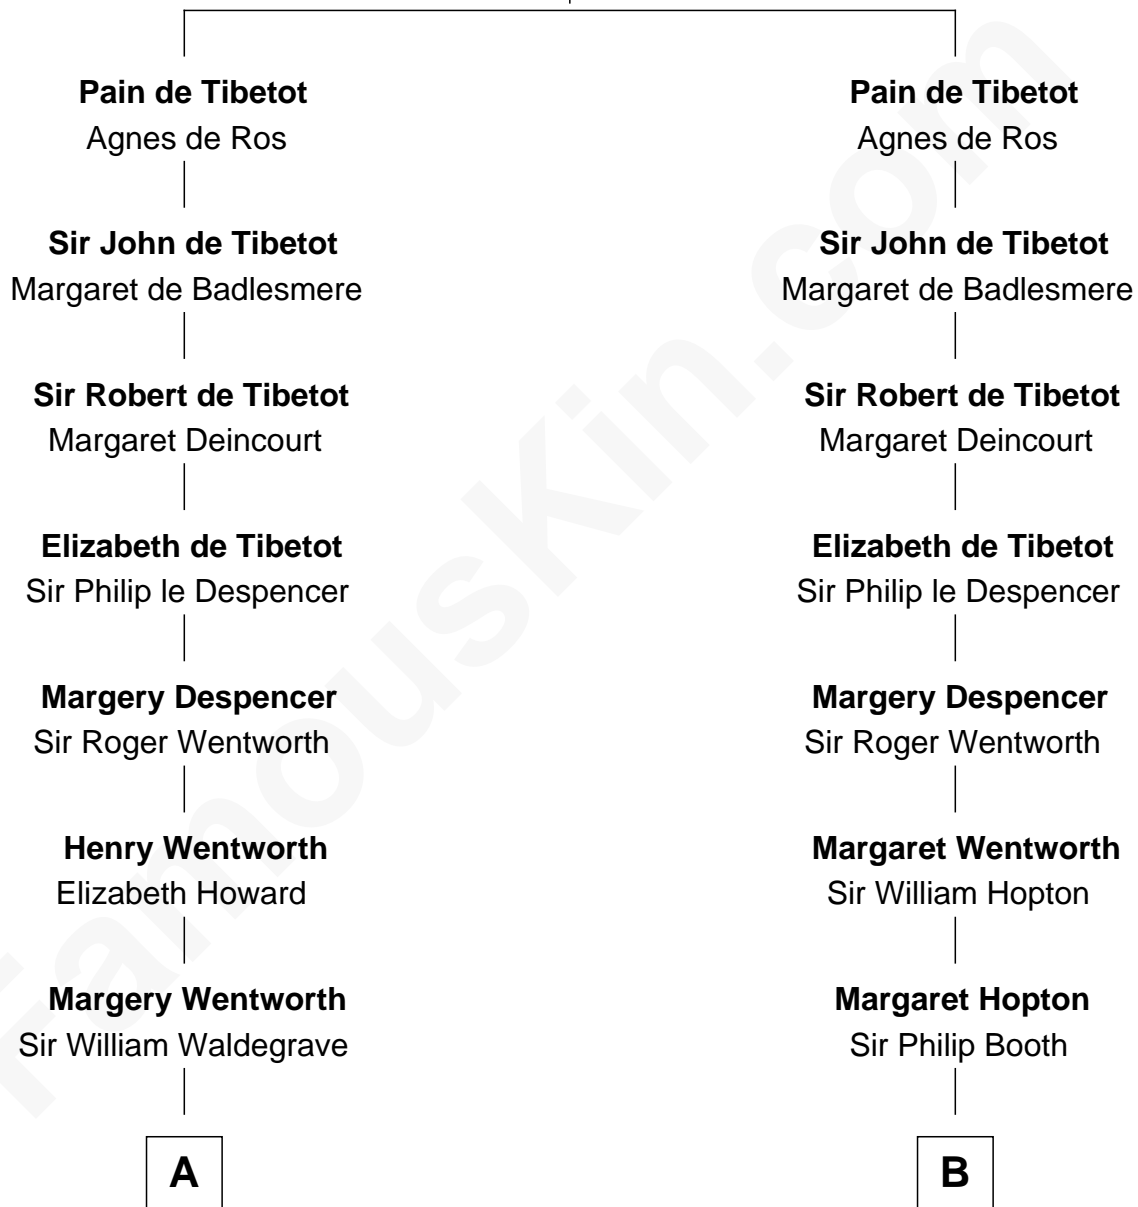 Pain de Tibetot
Agnes de Ros
Sir John de Tibetot
Margaret de Badlesmere
Sir Robert de Tibetot
Margaret Deincourt
Elizabeth de Tibetot
Sir Philip le Despencer
Margery Despencer
Sir Roger Wentworth
Henry Wentworth
Elizabeth Howard
Margery Wentworth
Sir William Waldegrave
A
Pain de Tibetot
Agnes de Ros
Sir John de Tibetot
Margaret de Badlesmere
Sir Robert de Tibetot
Margaret Deincourt
Elizabeth de Tibetot
Sir Philip le Despencer
Margery Despencer
Sir Roger Wentworth
Margaret Wentworth
Sir William Hopton
Margaret Hopton
Sir Philip Booth
B
FamousKin.com